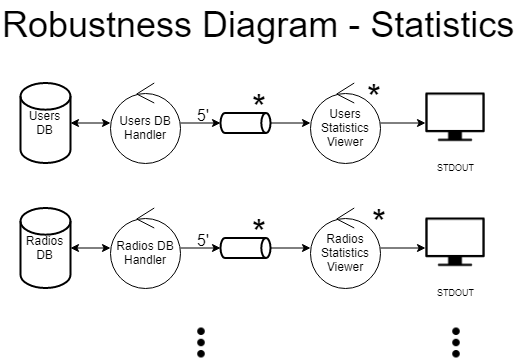 Robustness Diagram - Statistics
Users
DB
Users DB
Handler
5'
*
Users
Statistics
Viewer
*
STDOUT
Radios
DB
Radios DB
Handler
5'
*
Radios
Statistics
Viewer
*
STDOUT